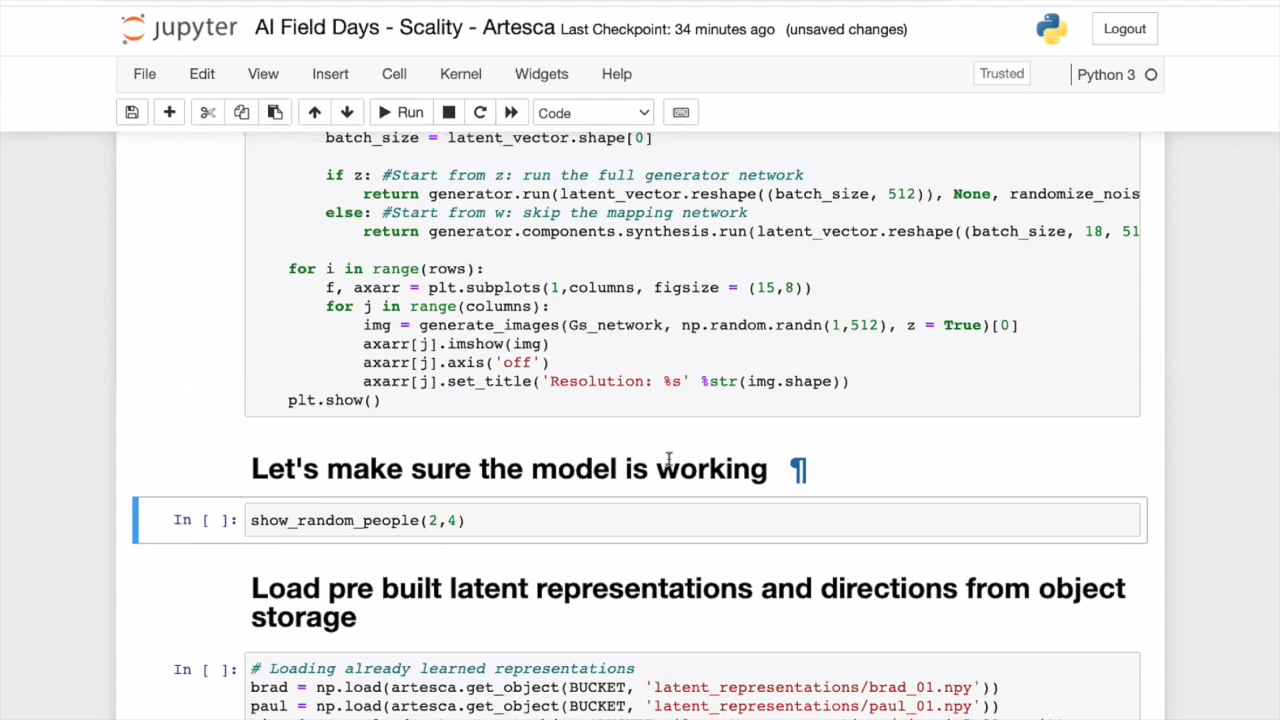 jupyter AI Field Days - Scality - Artesca Last Checkpoint: 34 minutes ago (unsaved changes) Logout
File Edit View Insert Cell Kernel Widgets Help Trusted Python 3
Run Code
batch_size = latent_vector.shape[0]
if z: #Start from z: run the full generator network
return generator.run(latent_vector.reshape((batch_size, 512)), None, randomize_nois
else: #Start from w: skip the mapping network
return generator.components.synthesis.run(latent_vector.reshape((batch_size, 18, 51
for i in range(rows):
f, axarr = plt.subplots(1,columns, figsize = (15,8))
for j in range(columns):
img = generate_images(Gs_network, np.random.randn(1,512), z = True)[0]
axarr[j].imshow(img)
axarr[j].axis('off')
axarr[j].set_title('Resolution: %s' %str(img.shape))
plt.show()
Let's make sure the model is working ¶
In [ ]: show_random_people(2,4)
Load pre built latent representations and directions from object
storage
In [ ]: # Loading already learned representations
brad = np.load(artesca.get_object(BUCKET, 'latent_representations/brad_01.npy'))
paul = np.load(artesca.get_object(BUCKET, 'latent_representations/paul_01.npy'))